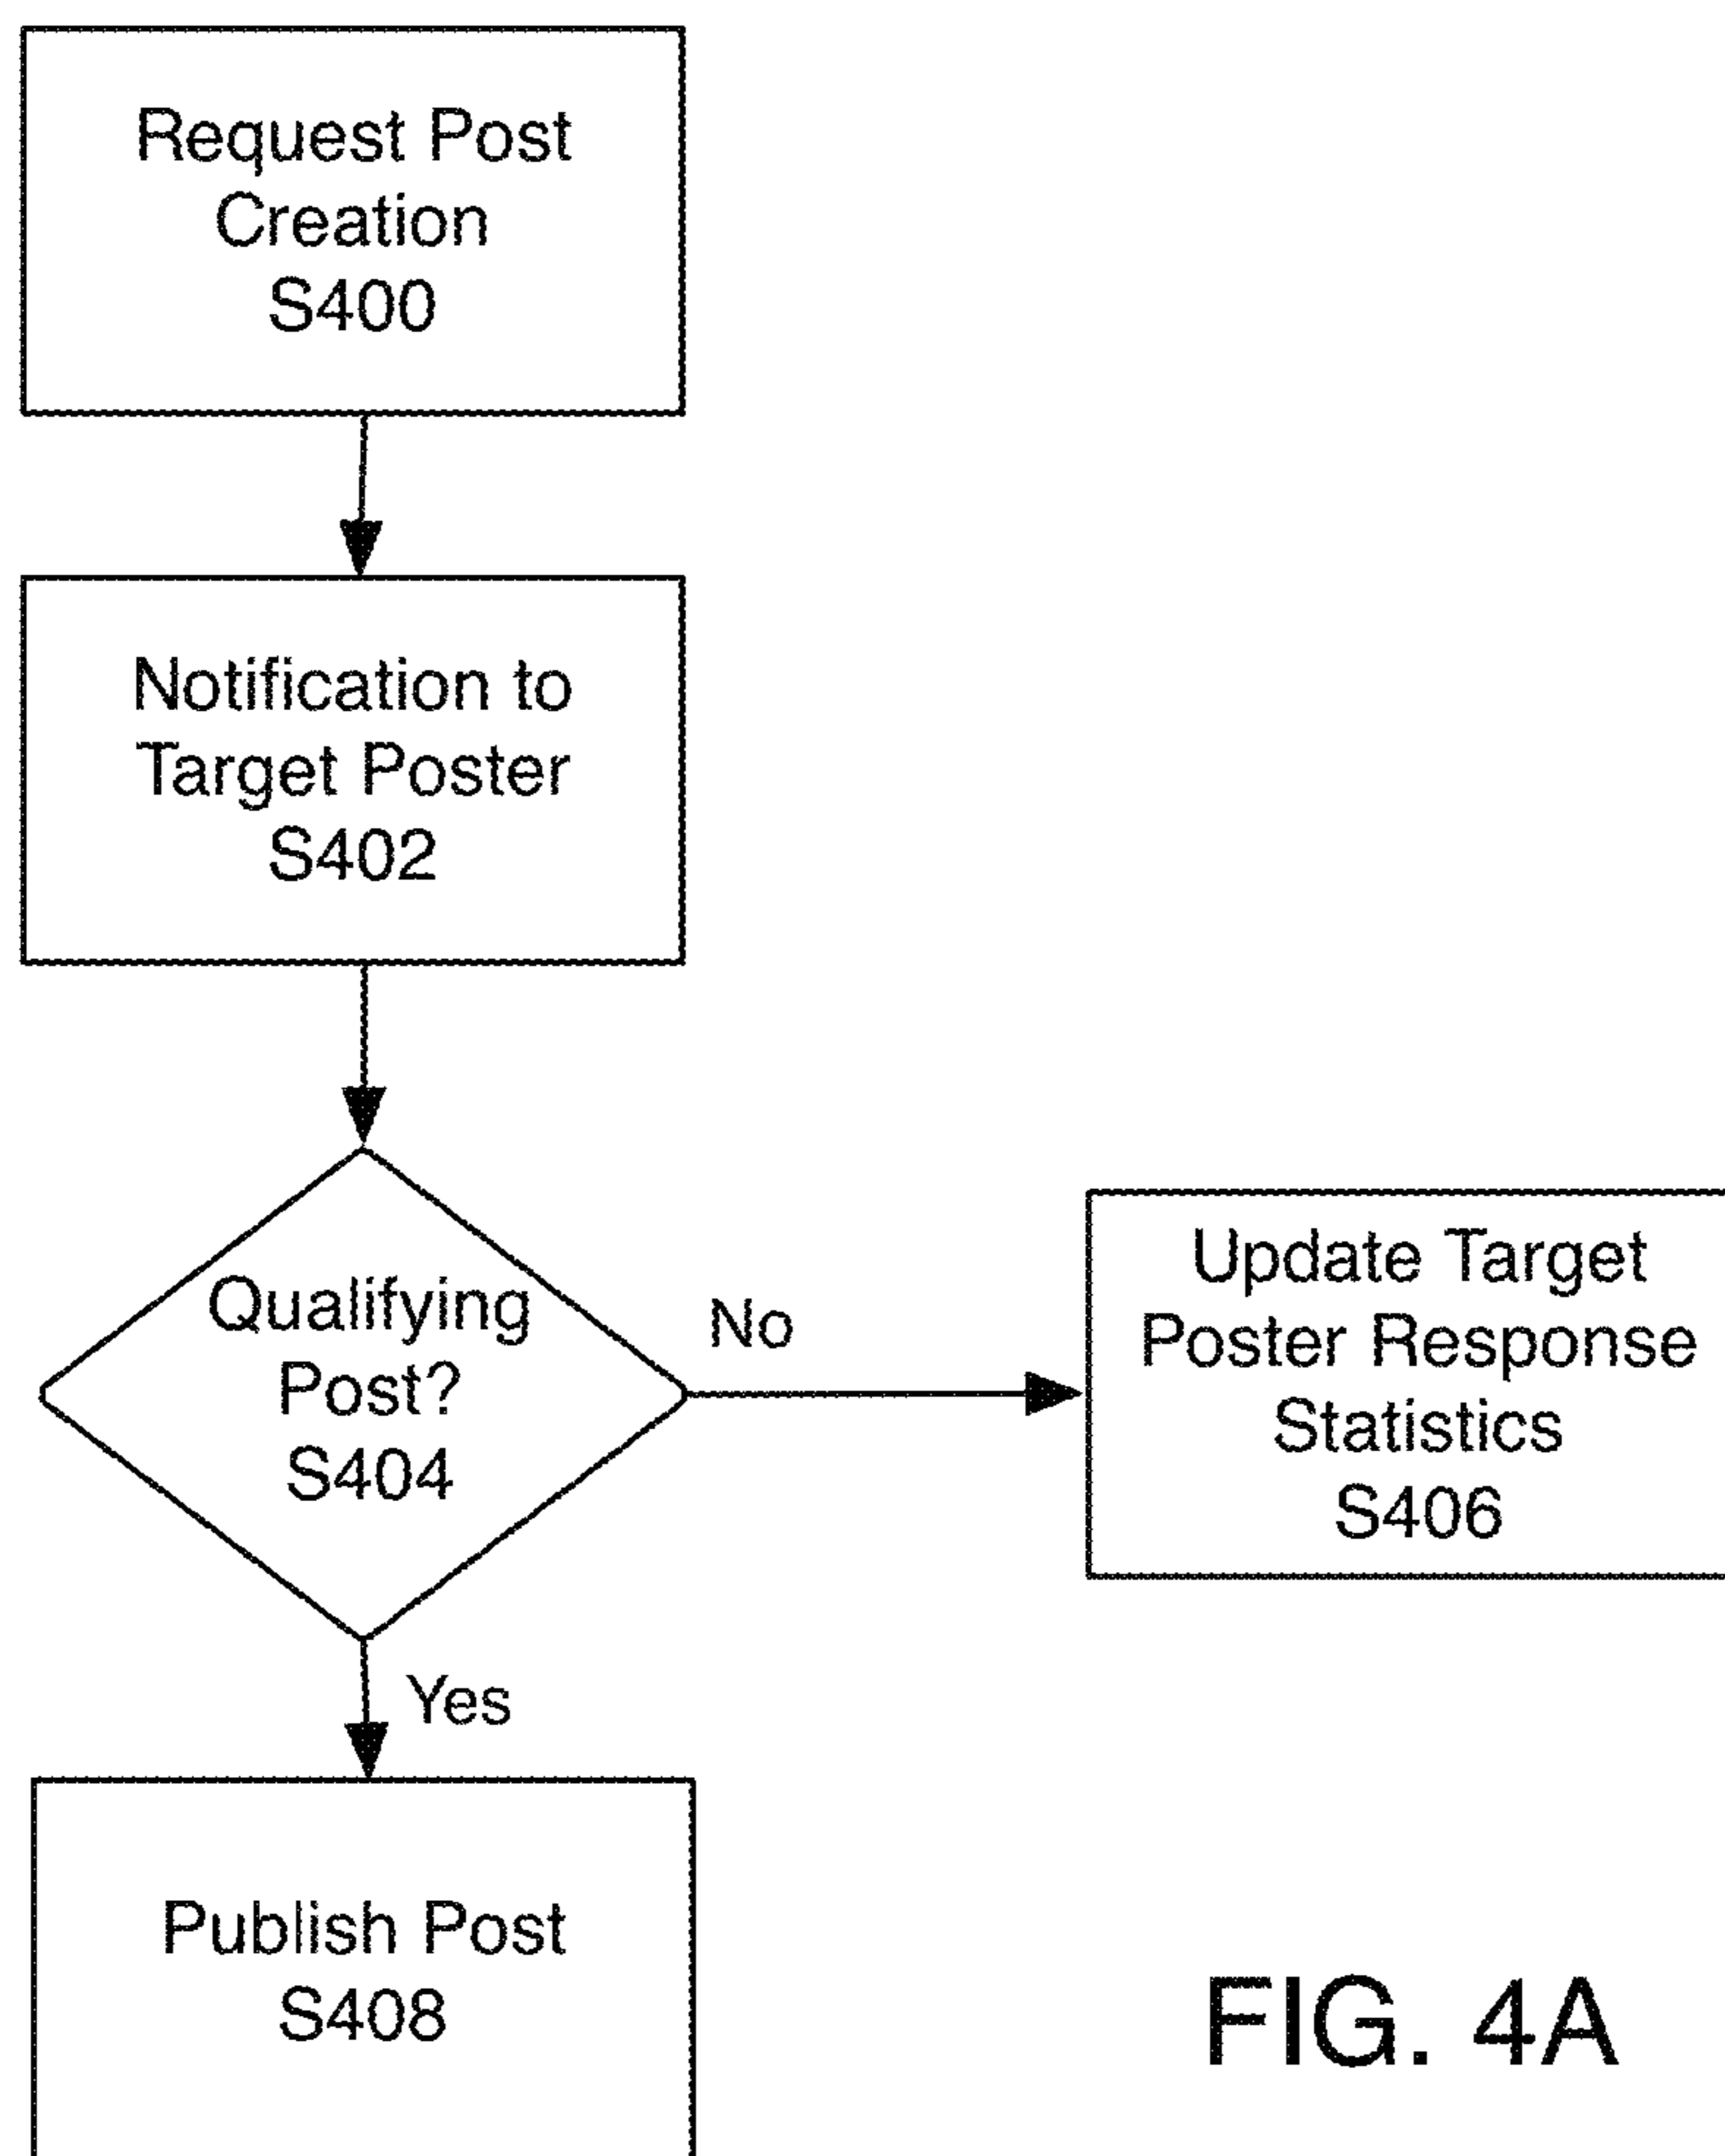 Request Post
Creation
S400
Notification to
Target Poster
S402
Qualifying
Post?
S404
No
Update Target
Poster Response
Statistics
S406
Yes
Publish Post
S408
FIG. 4A